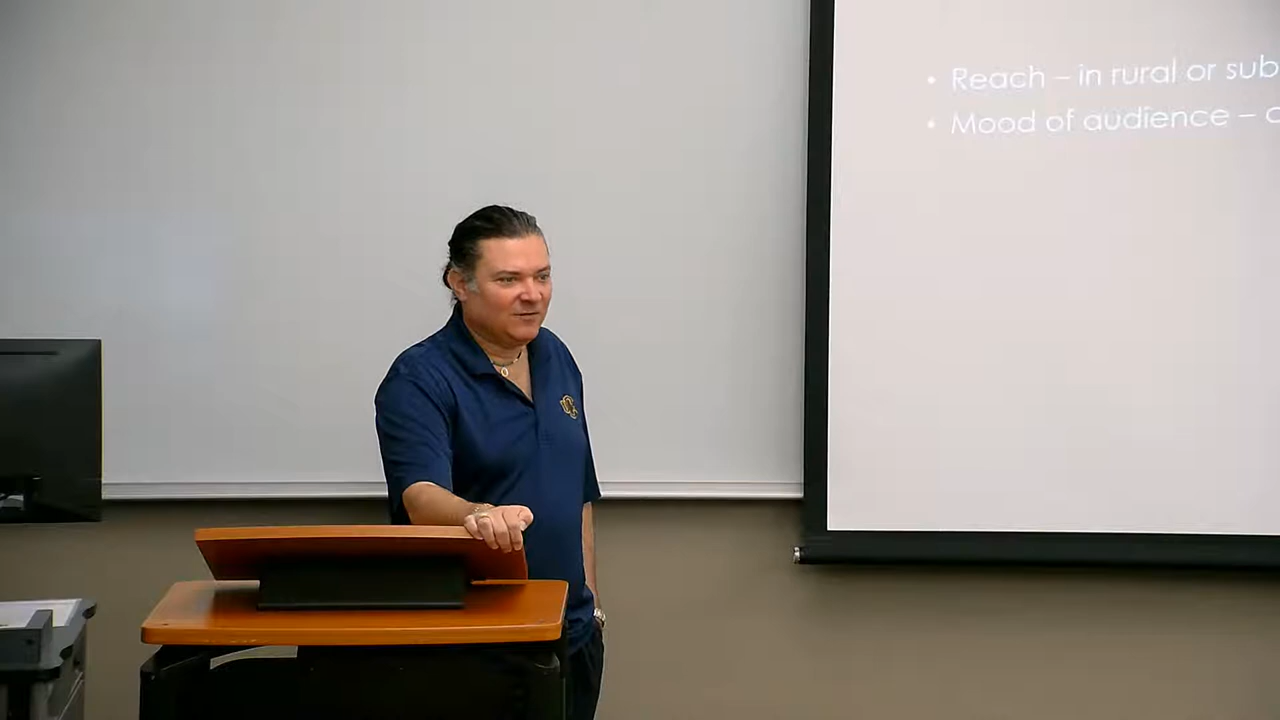 • Reach – in rural or sub
• Mood of audience –